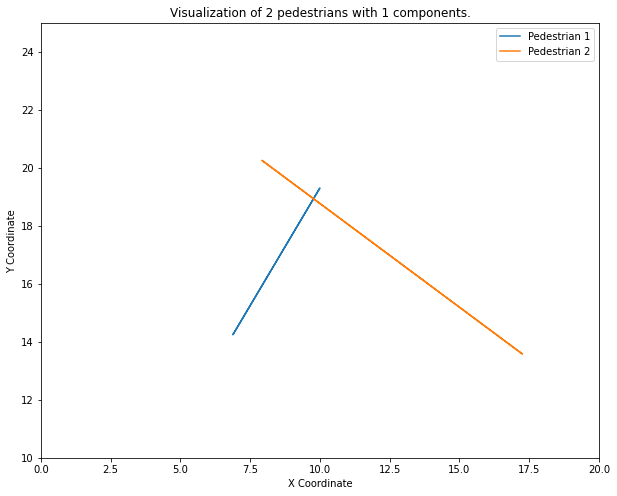 Visualization of 2 pedestrians with 1 components.
Pedestrian 1
Pedestrian 2
24
22
20
18
16
14
12
10
Y Coordinate
0.0 2.5 5.0 7.5 10.0 12.5 15.0 17.5 20.0
X Coordinate